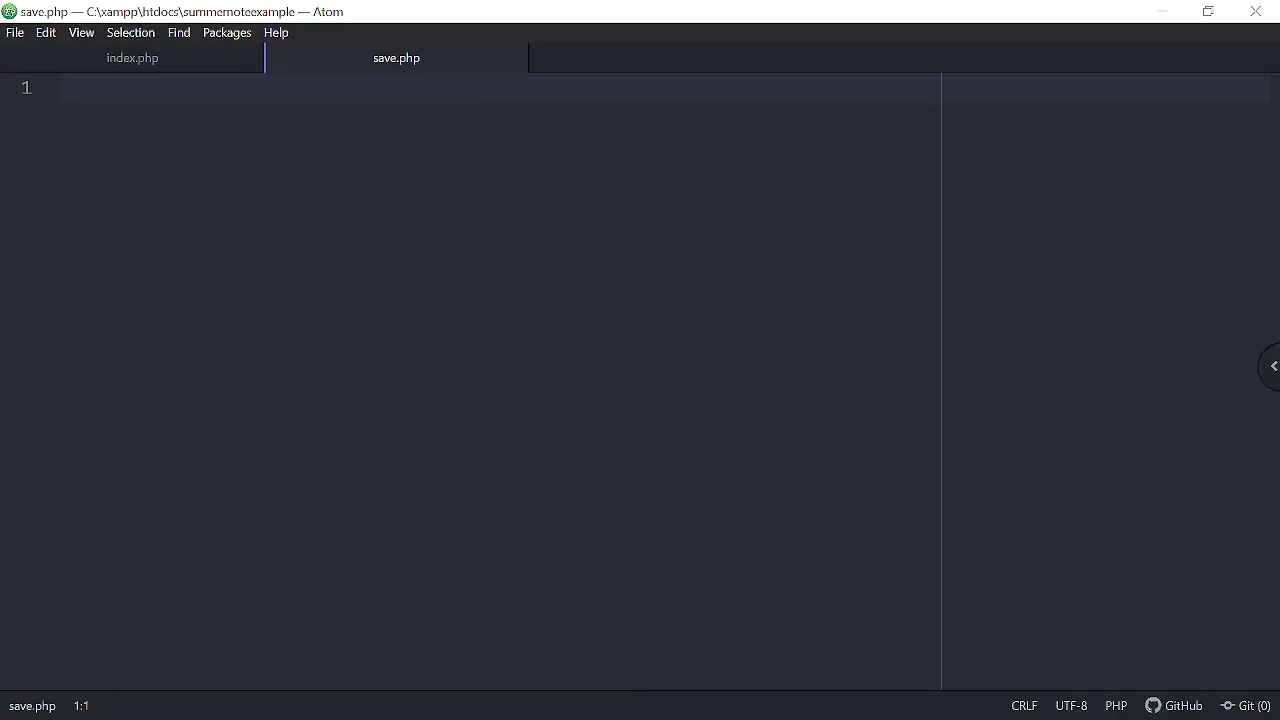 save.php — C:\xampp\htdocs\summernoteexample — Atom
File Edit View Selection Find Packages Help
index.php save.php
1
save.php 1:1 CRLF UTF-8 PHP GitHub Git (0)